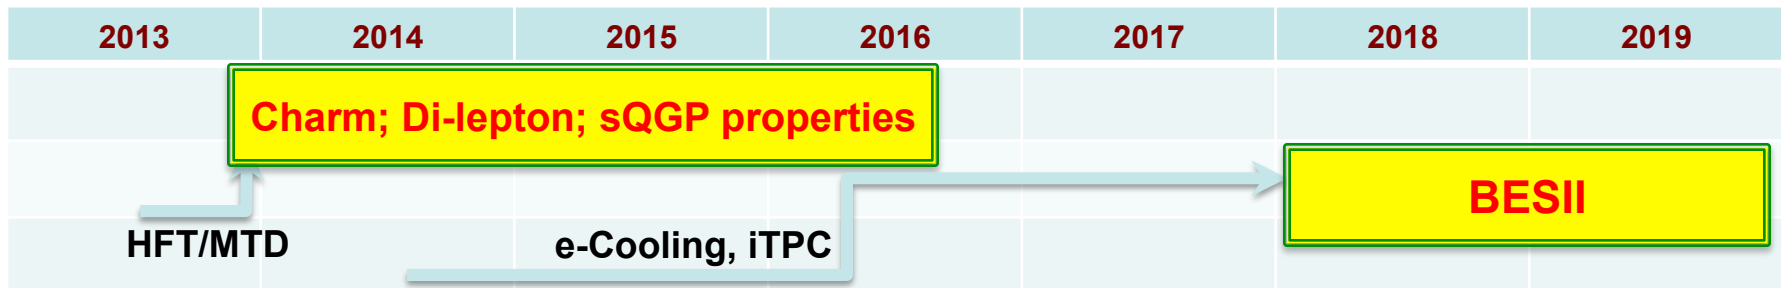 2013 2014 2015 2016 2017 2018 2019
Charm; Di-lepton; sQGP properties
BESII
HFT/MTD
e-Cooling, iTPC